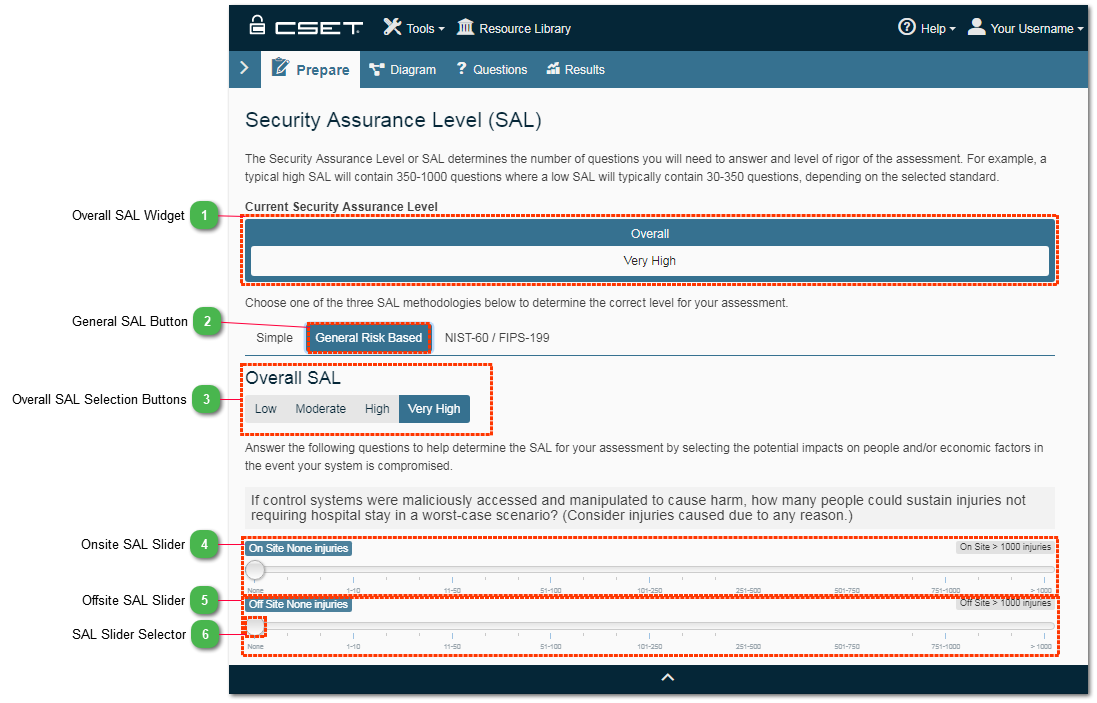 CSET
Tools
Resource Library
Help
Your Username
Prepare
Diagram
? Questions
Results
Security Assurance Level (SAL)
The Security Assurance Level or SAL determines the number of questions you will need to answer and level of rigor of the assessment. For example, a
typical high SAL will contain 350-1000 questions where a low SAL will typically contain 30-350 questions, depending on the selected standard.
Current Security Assurance Level
Overall SAL Widget 1
Overall
Very High
Choose one of the three SAL methodologies below to determine the correct level for your assessment.
General SAL Button 2
Simple
General Risk Based
NIST-60 / FIPS-199
Overall SAL
Overall SAL Selection Buttons 3
Low
Moderate
High
Very High
Answer the following questions to help determine the SAL for your assessment by selecting the potential impacts on people and/or economic factors in
the event your system is compromised.
If control systems were maliciously accessed and manipulated to cause harm, how many people could sustain injuries not
requiring hospital stay in a worst-case scenario? (Consider injuries caused due to any reason.)
Onsite SAL Slider 4
On Site None injuries
On Site > 1000 injuries
None 1-10 11-50 51-100 101-250 251-500 501-750 751-1000 > 1000
Offsite SAL Slider 5
Off Site None injuries
Off Site > 1000 injuries
SAL Slider Selector 6
None 1-10 11-50 51-100 101-250 251-500 501-750 751-1000 > 1000